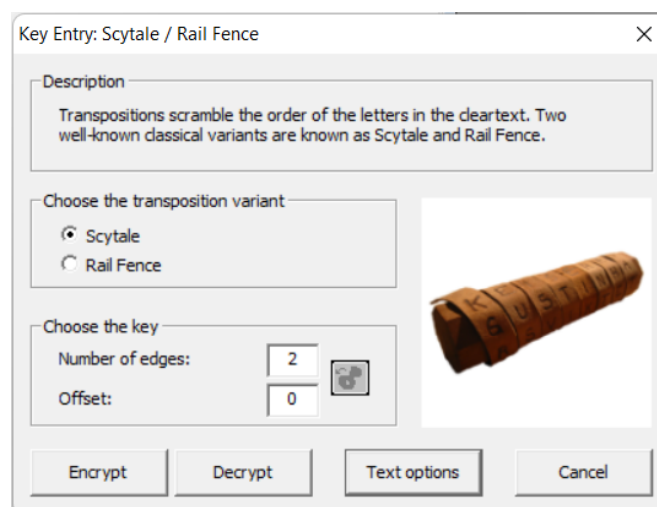 Key Entry: Scytale / Rail Fence
Description
Transpositions scramble the order of the letters in the cleartext. Two
well-known classical variants are known as Scytale and Rail Fence.
Choose the transposition variant
Scytale
Rail Fence
Choose the key
Number of edges: 2
Offset: 0
Encrypt Decrypt Text options Cancel